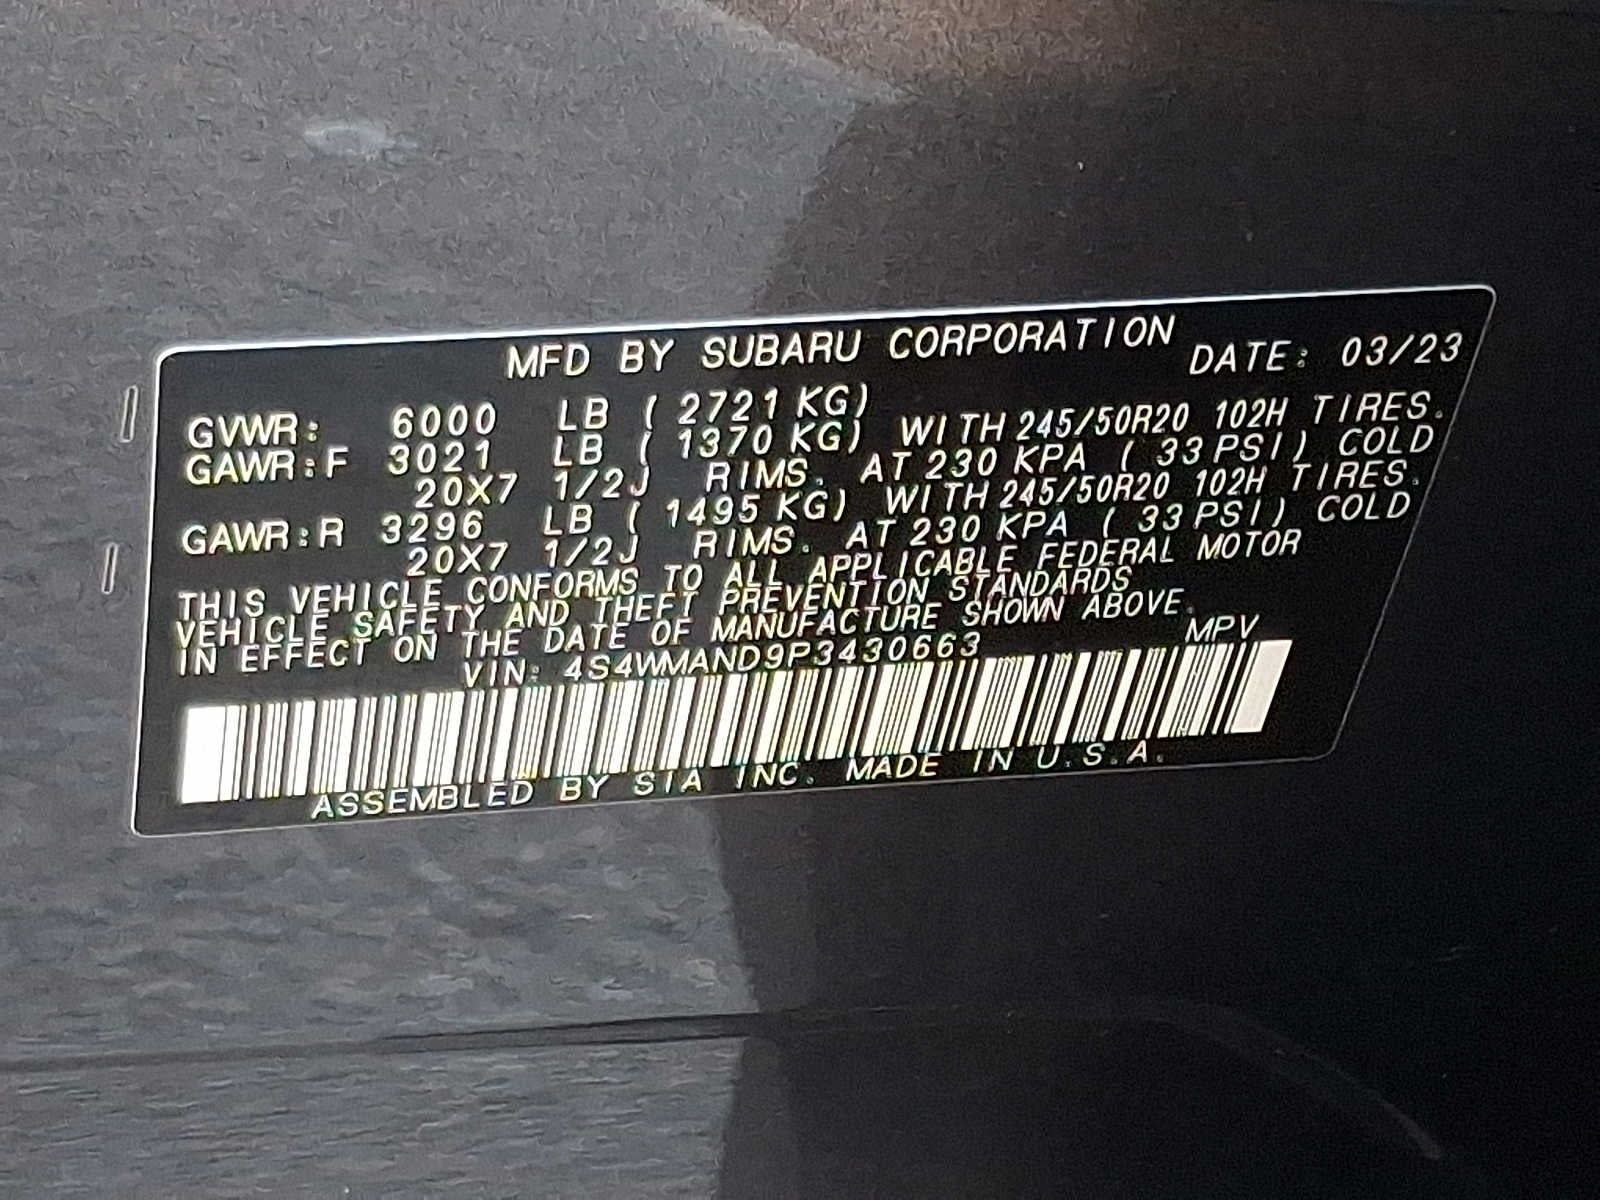 MFD BY SUBARU CORPORATION DATE: 03/23
GVWR: 6000 LB ( 2721 KG)
GAWR:F 3021 LB ( 1370 KG) WITH 245/50R20 102H TIRES.
20X7 1/2J RIMS. AT 230 KPA ( 33 PSI) COLD
GAWR:R 3296 LB ( 1495 KG) WITH 245/50R20 102H TIRES.
20X7 1/2J RIMS. AT 230 KPA ( 33 PSI) COLD
THIS VEHICLE CONFORMS TO ALL APPLICABLE FEDERAL MOTOR
VEHICLE SAFETY AND THEFT PREVENTION STANDARDS
IN EFFECT ON THE DATE OF MANUFACTURE SHOWN ABOVE.
VIN: 4S4WMAND9P3430663 MPV
ASSEMBLED BY SIA INC. MADE IN U.S.A.